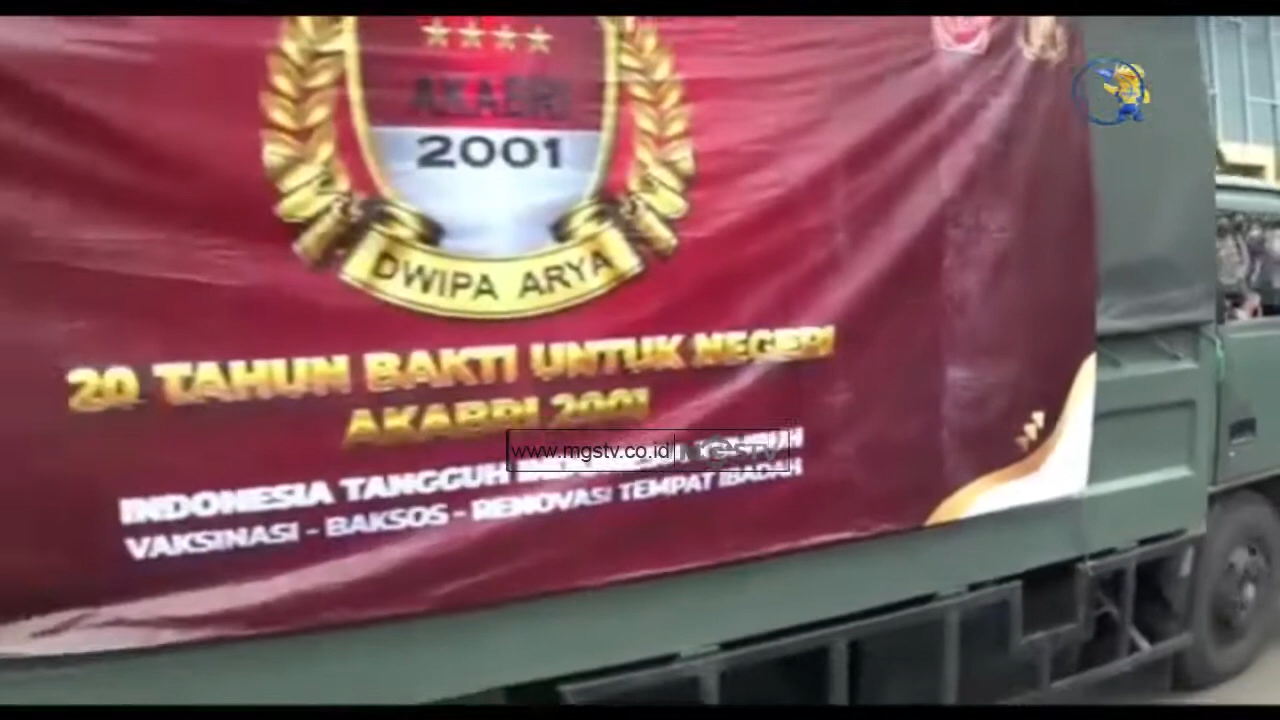 AKABRI
2001
DWIPA ARYA
20 TAHUN BAKTI UNTUK NEGERI
AKABRI 2001
www.mgstv.co.id MGSTV
INDONESIA TANGGUH
VAKSINASI - BAKSOS - RENOVASI TEMPAT IBADAH